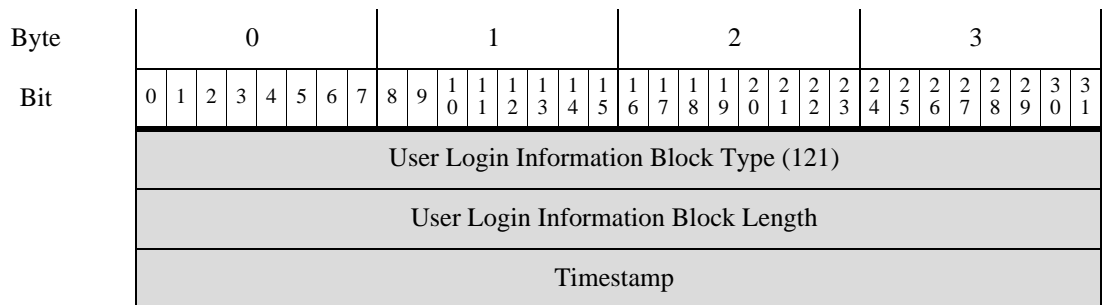 Byte 0 1 2 3
Bit 0 1 2 3 4 5 6 7 8 9 10 11 12 13 14 15 16 17 18 19 20 21 22 23 24 25 26 27 28 29 30 31
User Login Information Block Type (121)
User Login Information Block Length
Timestamp